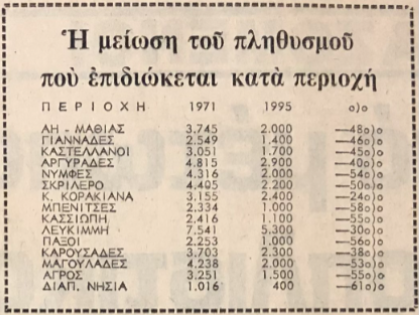 Ἡ μείωση τοῦ πληθυσμοῦ
ποὺ ἐπιδιώκεται κατὰ περιοχή
ΠΕΡΙΟΧΗ 1971 1995 ο)ο
ΑΗ - ΜΑΘΙΑΣ 3.745 2.000 —48ο)ο
ΓΙΑΝΝΑΔΕΣ 2.549 1.400 —46ο)ο
ΚΑΣΤΕΛΛΑΝΟΙ 3.051 1.700 —45ο)ο
ΑΡΓΥΡΑΔΕΣ 4.815 2.900 —40ο)ο
ΝΥΜΦΕΣ 4.316 2.000 —54ο)ο
ΣΚΡΙΛΕΡΟ 4.405 2.200 —50ο)ο
Κ. ΚΟΡΑΚΙΑΝΑ 3.155 2.400 —24ο)ο
ΜΠΕΝΙΤΣΕΣ 2.334 1.000 —58ο)ο
ΚΑΣΣΙΩΠΗ 2.416 1.100 —55ο)ο
ΛΕΥΚΙΜΜΗ 7.541 5.300 —30ο)ο
ΠΑΞΟΙ 2.253 1.000 —56ο)ο
ΚΑΡΟΥΣΑΔΕΣ 3.703 2.300 —38ο)ο
ΜΑΓΟΥΛΑΔΕΣ 4.238 2.000 —53ο)ο
ΑΓΡΟΣ 3.251 1.500 —55ο)ο
ΔΙΑΠ. ΝΗΣΙΑ 1.016 400 —61ο)ο